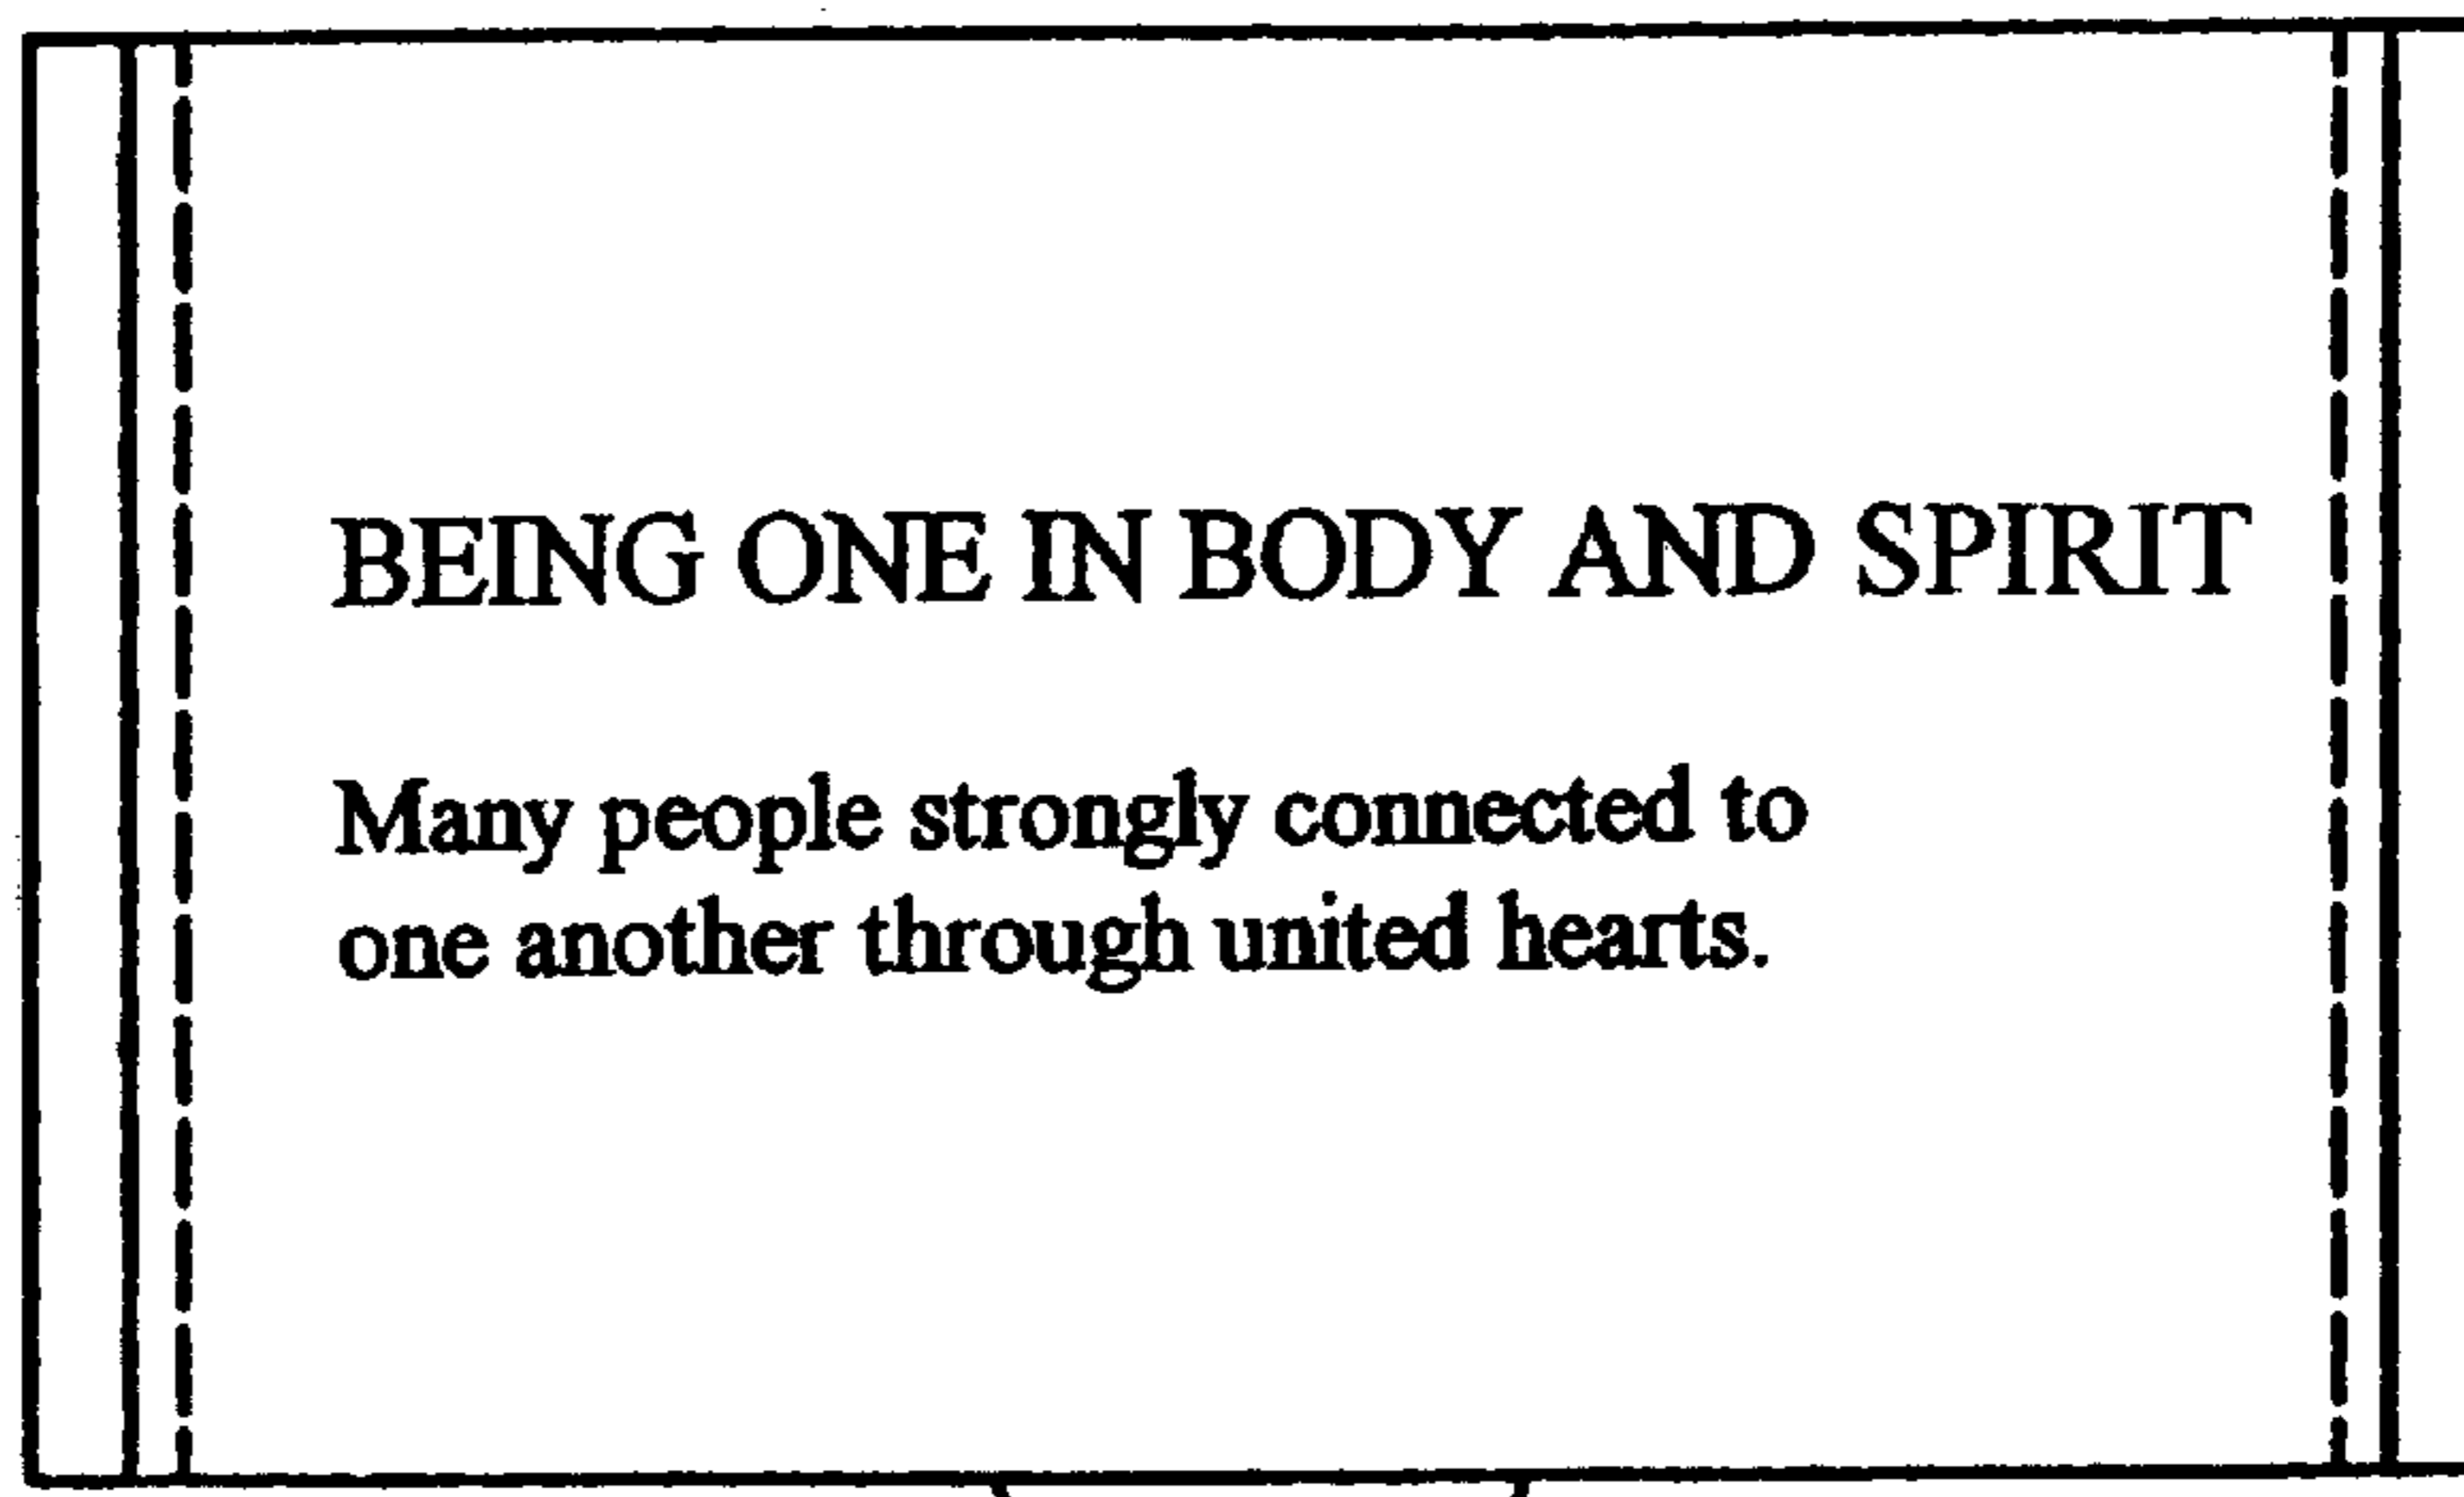 BEING ONE IN BODY AND SPIRIT
Many people strongly connected to
one another through united hearts.